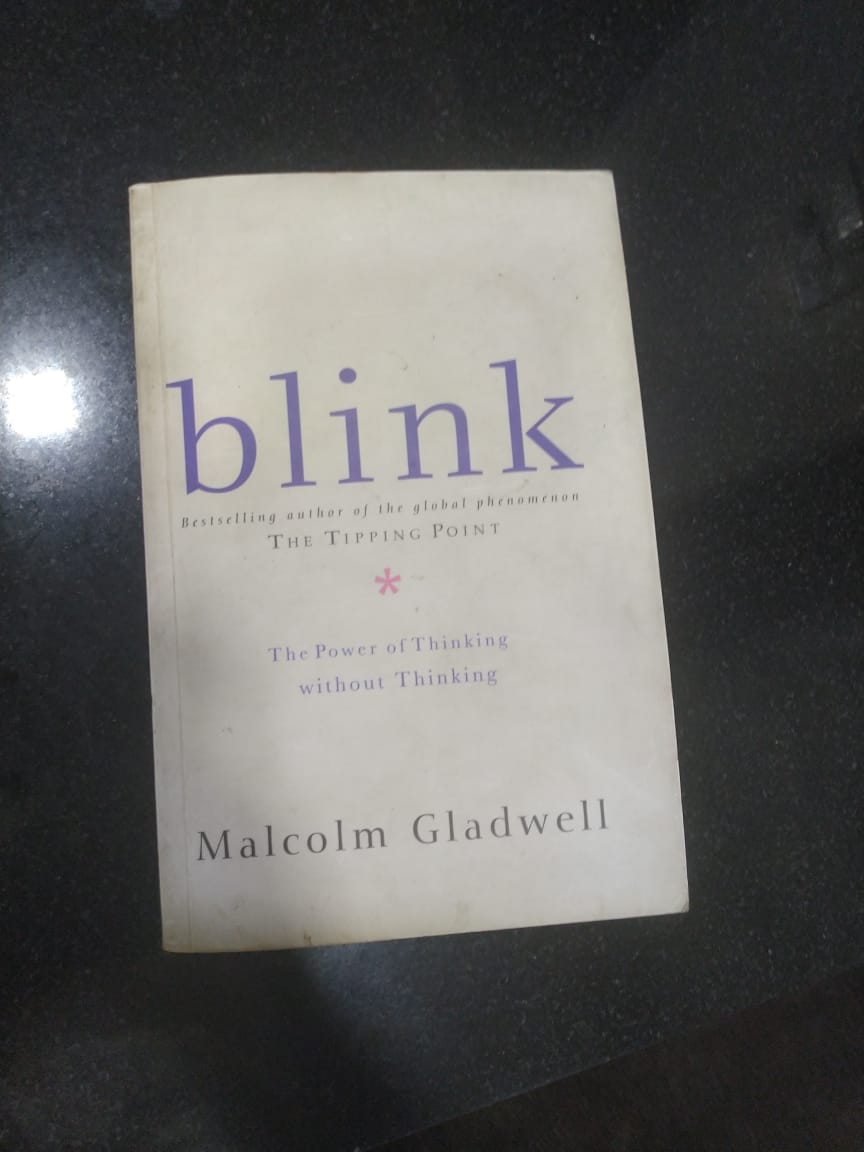 blink
Bestselling author of the global phenomenon
THE TIPPING POINT
*
The Power of Thinking
without Thinking
Malcolm Gladwell